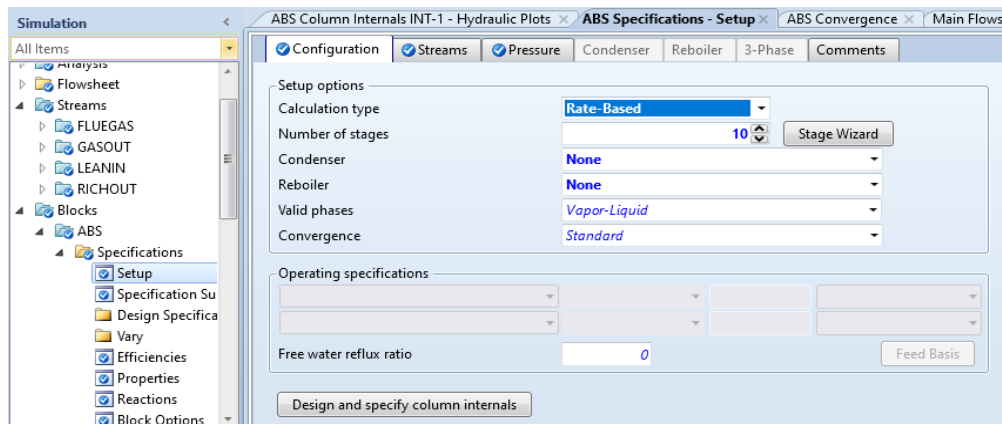 Simulation
All Items
Analysis
Flowsheet
Streams
FLUEGAS
GASOUT
LEANIN
RICHOUT
Blocks
ABS
Specifications
Setup
Specification Su
Design Specifica
Vary
Efficiencies
Properties
Reactions
Block Options
ABS Column Internals INT-1 - Hydraulic Plots ABS Specifications - Setup ABS Convergence Main Flows
Configuration Streams Pressure Condenser Reboiler 3-Phase Comments
Setup options
Calculation type Rate-Based
Number of stages 10 Stage Wizard
Condenser None
Reboiler None
Valid phases Vapor-Liquid
Convergence Standard
Operating specifications
Free water reflux ratio 0 Feed Basis
Design and specify column internals